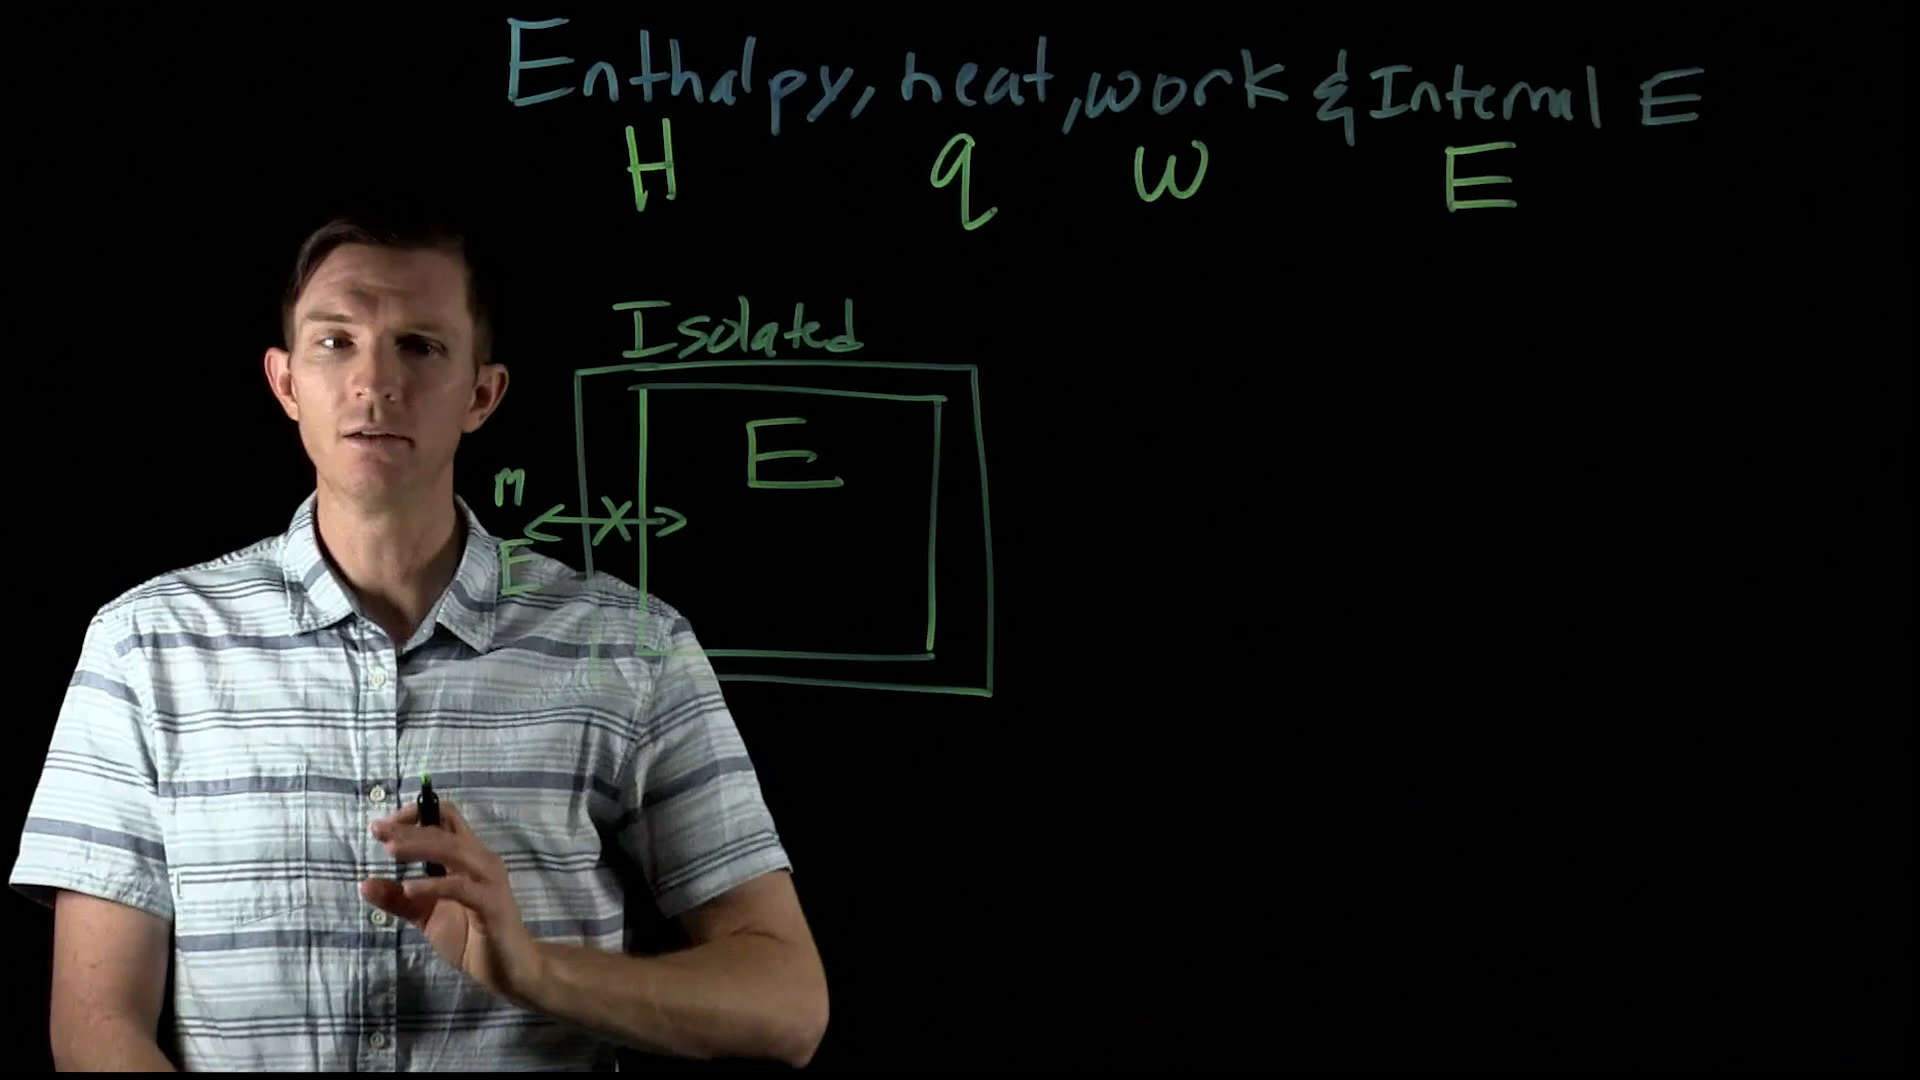 Enthalpy, heat, work & Internal E
H q w E
Isolated
E
m
X
E